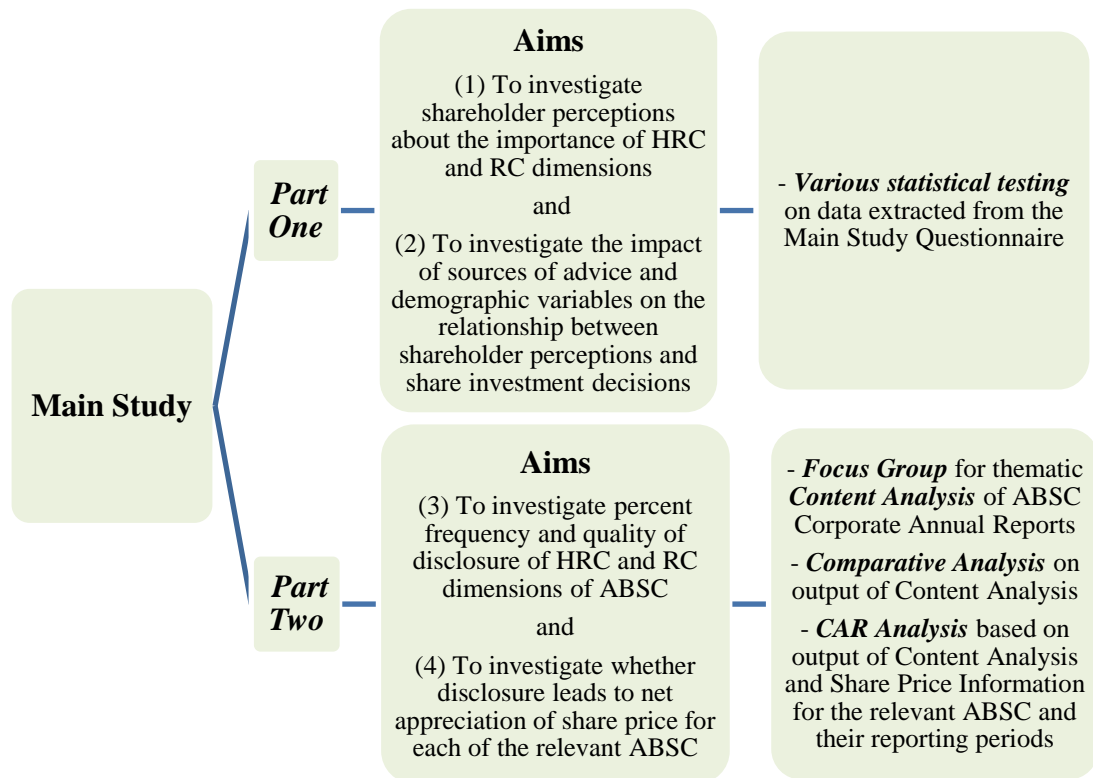 Main Study
Part
One
Aims
(1) To investigate
shareholder perceptions
about the importance of HRC
and RC dimensions
and
(2) To investigate the impact
of sources of advice and
demographic variables on the
relationship between
shareholder perceptions and
share investment decisions
- Various statistical testing
on data extracted from the
Main Study Questionnaire
Part
Two
Aims
(3) To investigate percent
frequency and quality of
disclosure of HRC and RC
dimensions of ABSC
and
(4) To investigate whether
disclosure leads to net
appreciation of share price for
each of the relevant ABSC
- Focus Group for thematic
Content Analysis of ABSC
Corporate Annual Reports
- Comparative Analysis on
output of Content Analysis
- CAR Analysis based on
output of Content Analysis
and Share Price Information
for the relevant ABSC and
their reporting periods